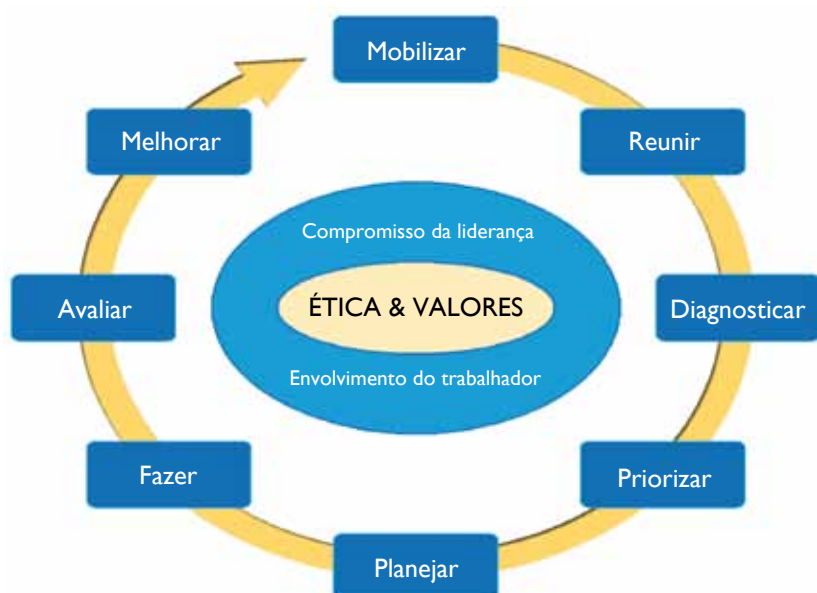 Mobilizar
Melhorar
Reunir
Compromisso da liderança
Avaliar
ÉTICA & VALORES
Diagnosticar
Envolvimento do trabalhador
Fazer
Priorizar
Planejar